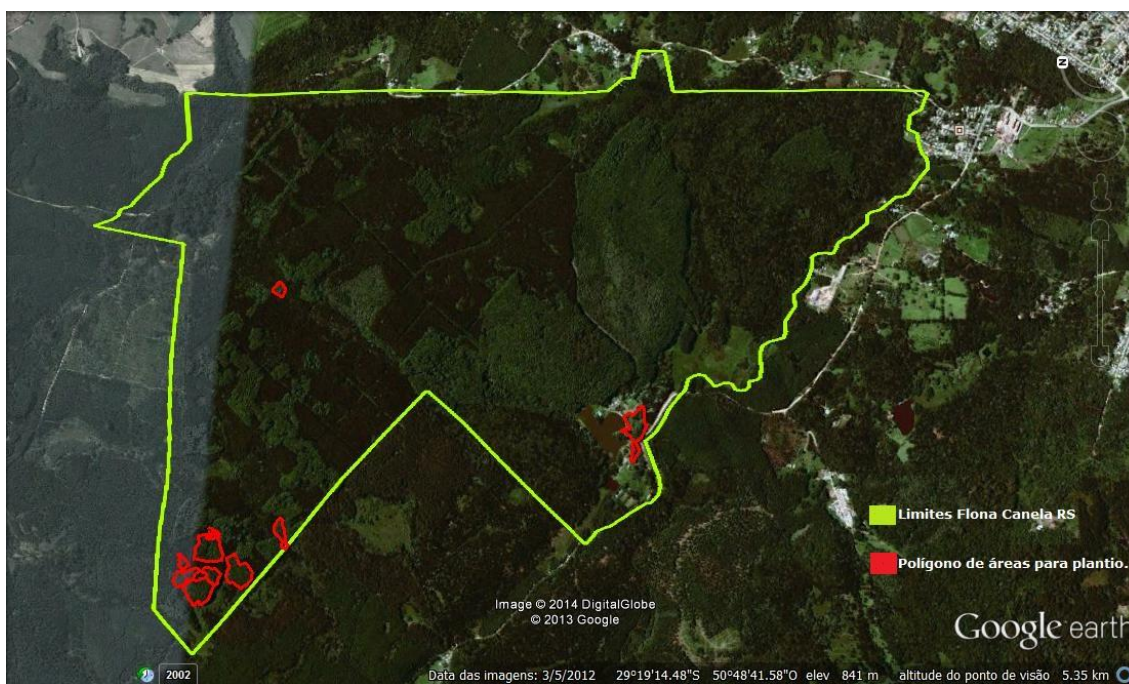 N
Limites Flona Canela RS
Polígono de áreas para plantio.
Image © 2014 DigitalGlobe
© 2013 Google
Google earth
2002
Data das imagens: 3/5/2012 29°19'14.48"S 50°48'41.58"O elev 841 m altitude do ponto de visão 5.35 km